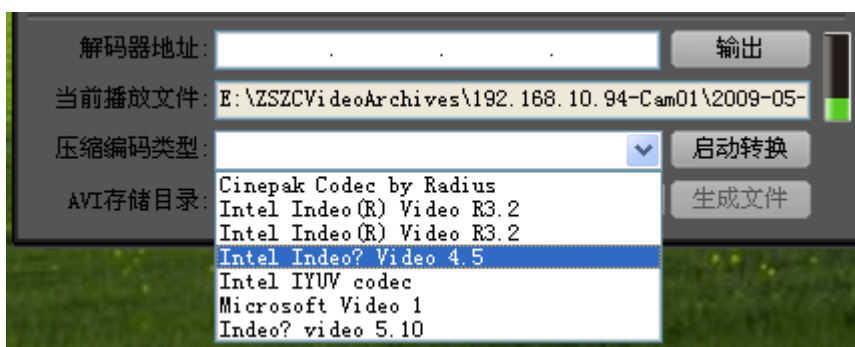 解码器地址: . . . 输出
当前播放文件: E:\ZSZCVideoArchives\192.168.10.94-Cam01\2009-05-
压缩编码类型: 启动转换
AVI存储目录: 生成文件
Cinepak Codec by Radius
Intel Indeo(R) Video R3.2
Intel Indeo(R) Video R3.2
Intel Indeo? Video 4.5
Intel IYUV codec
Microsoft Video 1
Indeo? video 5.10